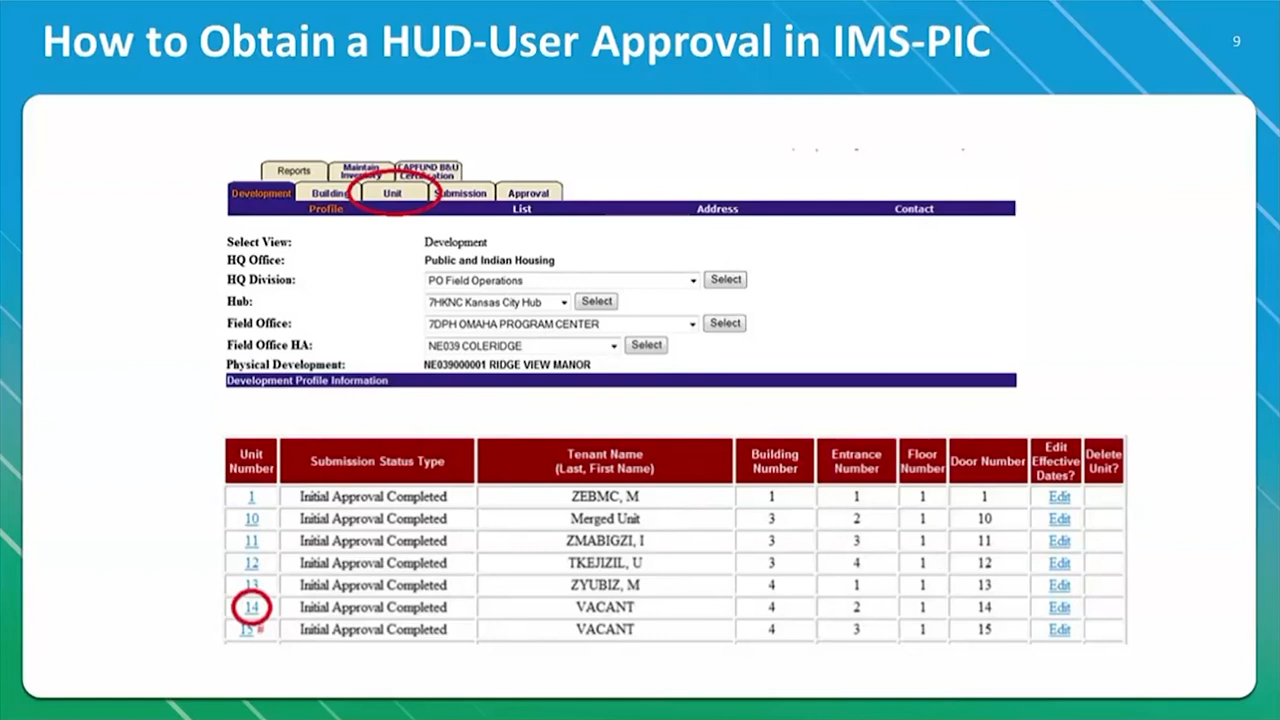 How to Obtain a HUD-User Approval in IMS-PIC
9
Reports Maintain Inventory CAPFUND B&U Certification
Development Building Unit Submission Approval
Profile List Address Contact
Select View: Development
HQ Office: Public and Indian Housing
HQ Division: PO Field Operations Select
Hub: 7HKNC Kansas City Hub Select
Field Office: 7DPH OMAHA PROGRAM CENTER Select
Field Office HA: NE039 COLERIDGE Select
Physical Development: NE039000001 RIDGE VIEW MANOR
Development Profile Information
Unit Number Submission Status Type Tenant Name (Last, First Name) Building Number Entrance Number Floor Number Door Number Edit Effective Dates? Delete Unit?
1 Initial Approval Completed ZEBMC, M 1 1 1 1 Edit
10 Initial Approval Completed Merged Unit 3 2 1 10 Edit
11 Initial Approval Completed ZMABIGZI, I 3 3 1 11 Edit
12 Initial Approval Completed TKEJIZIL, U 3 4 1 12 Edit
13 Initial Approval Completed ZYUBIZ, M 4 1 1 13 Edit
14 Initial Approval Completed VACANT 4 2 1 14 Edit
15 # Initial Approval Completed VACANT 4 3 1 15 Edit